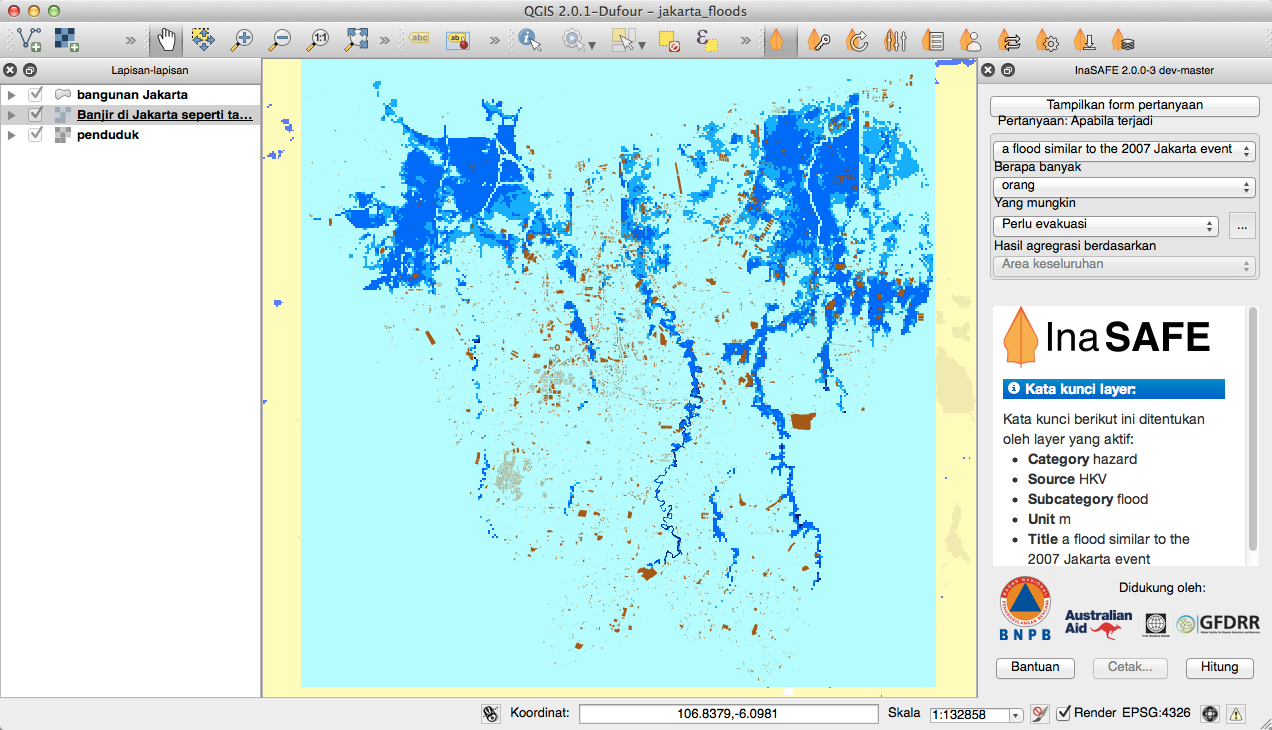 QGIS 2.0.1-Dufour - jakarta_floods
abc
ab
1:1
ε
Lapisan-lapisan
bangunan Jakarta
Banjir di Jakarta seperti ta...
penduduk
InaSAFE 2.0.0-3 dev-master
Tampilkan form pertanyaan
Pertanyaan: Apabila terjadi
a flood similar to the 2007 Jakarta event
Berapa banyak
orang
Yang mungkin
Perlu evakuasi
...
Hasil agregrasi berdasarkan
Area keseluruhan
InaSAFE
Kata kunci layer:
Kata kunci berikut ini ditentukan
oleh layer yang aktif:
• Category hazard
• Source HKV
• Subcategory flood
• Unit m
• Title a flood similar to the
2007 Jakarta event
Didukung oleh:
BNPB
Australian
Aid
GFDRR
Bantuan
Cetak...
Hitung
Koordinat:
106.8379,-6.0981
Skala
1:132858
Render
EPSG:4326